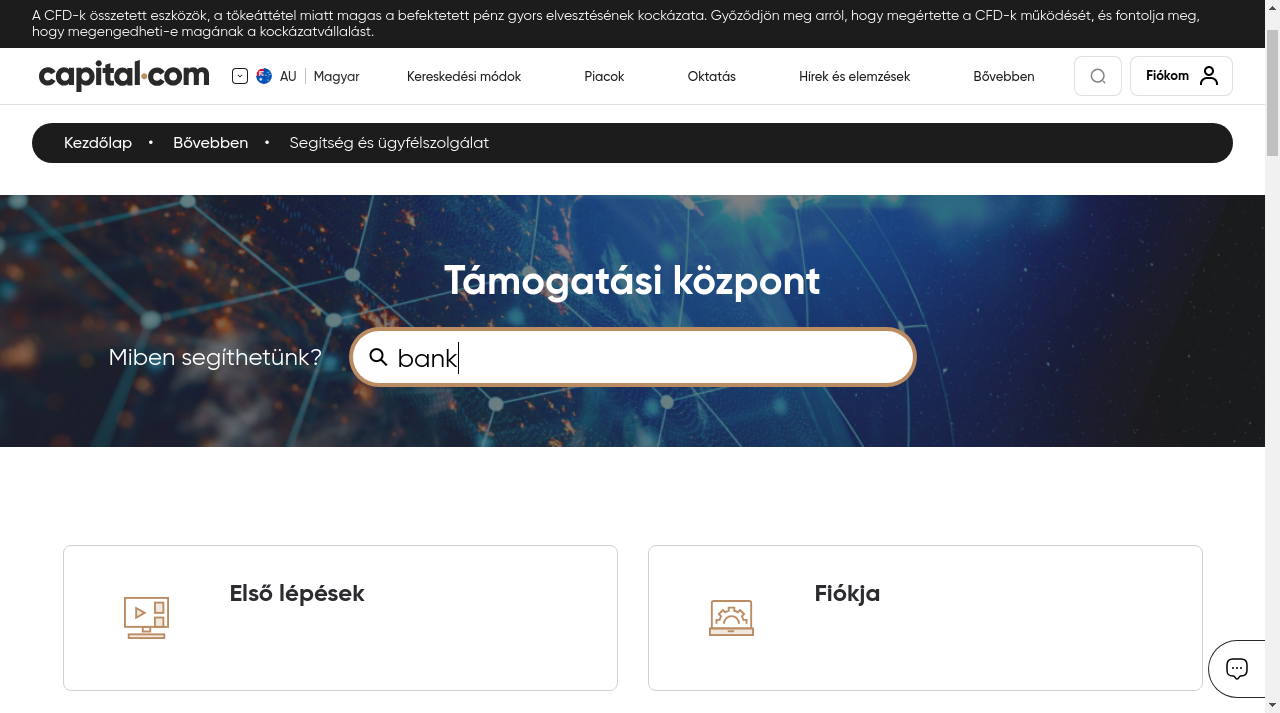 A CFD-k összetett eszközök, a tőkeáttétel miatt magas a befektetett pénz gyors elvesztésének kockázata. Győződjön meg arról, hogy megértette a CFD-k működését, és fontolja meg,
hogy megengedheti-e magának a kockázatvállalást.
capital.com
AU
Magyar
Kereskedési módok
Piacok
Oktatás
Hírek és elemzések
Bővebben
Fiókom
Kezdőlap • Bővebben • Segítség és ügyfélszolgálat
Támogatási központ
Miben segíthetünk?
bank
Első lépések
Fiókja